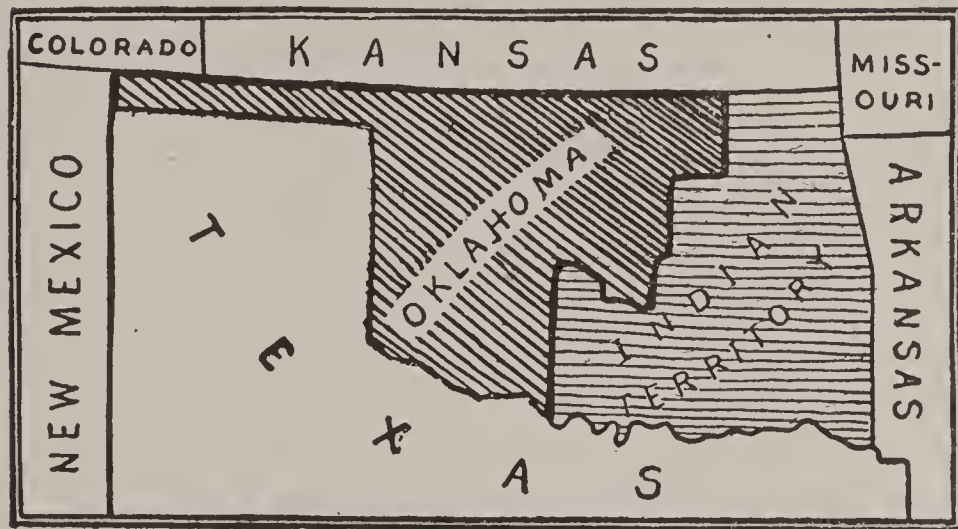 COLORADO
KANSAS
MISS-
OURI
NEW MEXICO
TEXAS
OKLAHOMA
INDIAN
TERRITORY
ARKANSAS